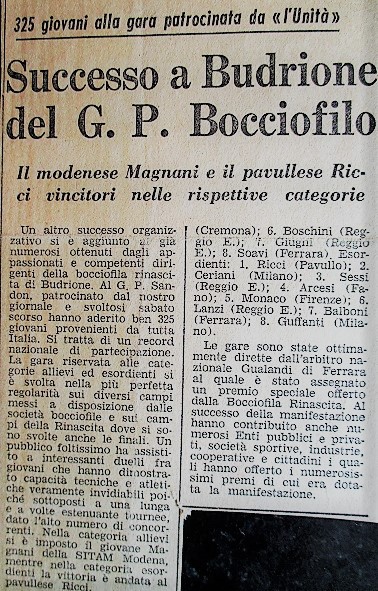 325 giovani alla gara patrocinata da «l'Unità»
Successo a Budrione
del G. P. Bocciofilo
Il modenese Magnani e il pavullese Ric-
ci vincitori nelle rispettive categorie
Un altro successo organiz-
zativo si è aggiunto ai già
numerosi ottenuti dagli ap-
passionati e competenti diri-
genti della bocciofila rinasci-
ta di Budrione. Al G. P. San-
don, patrocinato dal nostro
giornale e svoltosi sabato
scorso hanno aderito ben 325
giovani provenienti da tutta
Italia. Si tratta di un record
nazionale di partecipazione.
La gara riservata alle cate-
gorie allievi ed esordienti si
è svolta nella più perfetta
regolarità sui diversi campi
messi a disposizione dalle
società bocciofile e sui cam-
pi della Rinascita dove si so-
no svolte anche le finali. Un
pubblico foltissimo ha assisti-
to a interessanti duelli fra
giovani che hanno dimostra-
to capacità tecniche e atleti-
che veramente invidiabili poi-
ché sottoposti a una lunga
e a volte estenuante tournee,
dato l'alto numero di concor-
renti. Nella categoria allievi
si è imposto il giovane Ma-
gnani della SITAM Modena,
mentre nella categoria esor-
dienti la vittoria è andata al
pavullese Ricci.
(Cremona); 6. Boschini (Reg-
gio E.); 7. Giugni (Reggio
E.); 8. Soavi (Ferrara). Esor-
dienti: 1. Ricci (Pavullo); 2.
Ceriani (Milano); 3. Sessi
(Reggio E.); 4. Arcesi (Fa-
no); 5. Monaco (Firenze); 6.
Lanzi (Reggio E.); 7. Balboni
(Ferrara); 8. Guffanti (Mila-
no).
Le gare sono state ottima-
mente dirette dall'arbitro na-
zionale Gualandi di Ferrara
al quale è stato assegnato
un premio speciale offerto
dalla Bocciofila Rinascita. Al
successo della manifestazione
hanno contribuito anche nu-
merosi Enti pubblici e priva-
ti, società sportive, industrie,
cooperative e cittadini i qua-
li hanno offerto i numerosis-
simi premi di cui era dota-
ta la manifestazione.